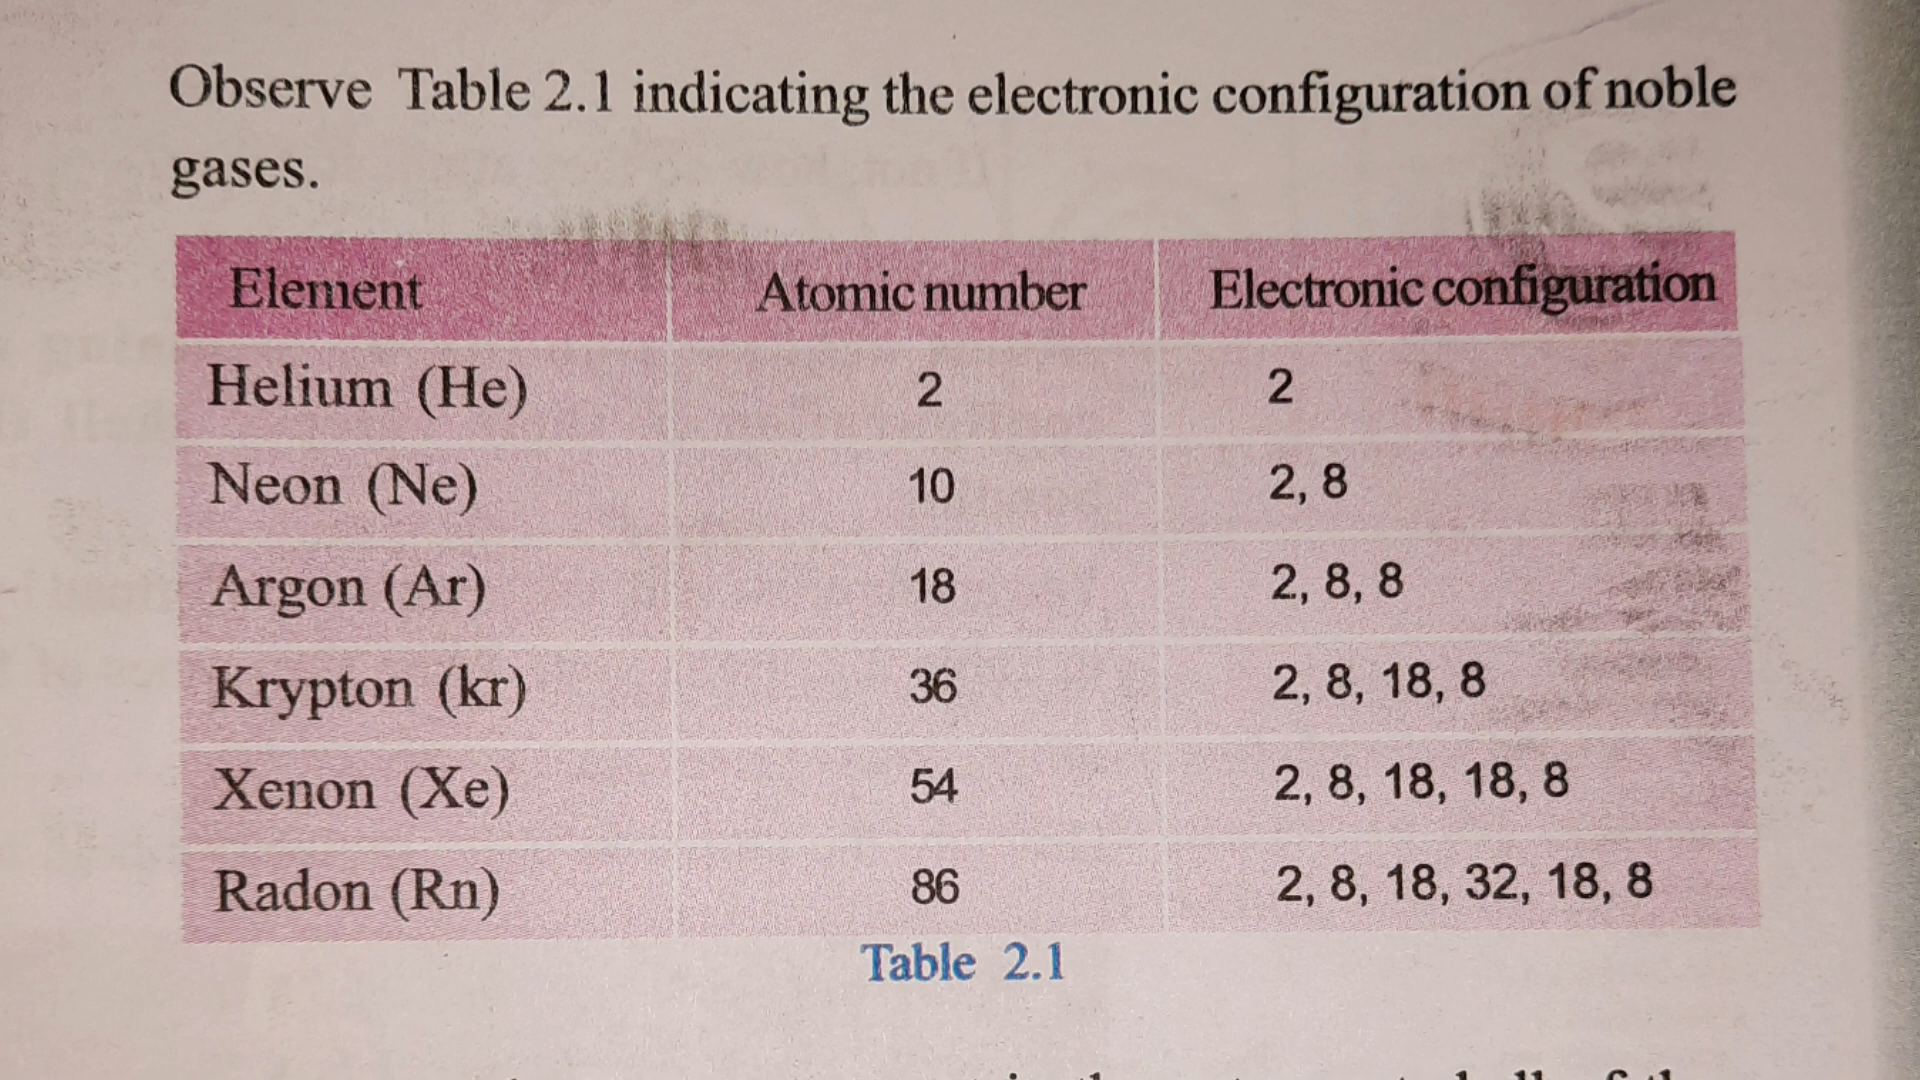 Observe Table 2.1 indicating the electronic configuration of noble
gases.
Element Atomic number Electronic configuration
Helium (He) 2 2
Neon (Ne) 10 2, 8
Argon (Ar) 18 2, 8, 8
Krypton (kr) 36 2, 8, 18, 8
Xenon (Xe) 54 2, 8, 18, 18, 8
Radon (Rn) 86 2, 8, 18, 32, 18, 8
Table 2.1